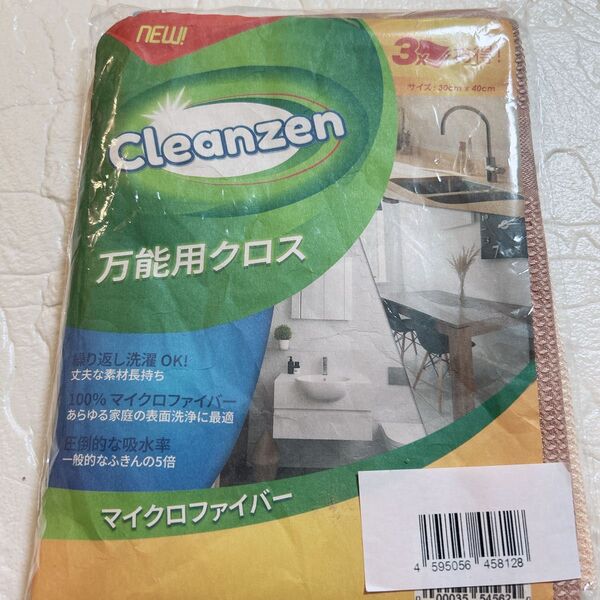 NEW!
3
サイズ：30cm x 40cm
Cleanzen
万能用クロス
繰り返し洗濯 OK!
丈夫な素材長持ち
100% マイクロファイバー
あらゆる家庭の表面洗浄に最適
圧倒的な吸水率
一般的なふきんの5倍
マイクロファイバー
4 595056 458128
00035 54562